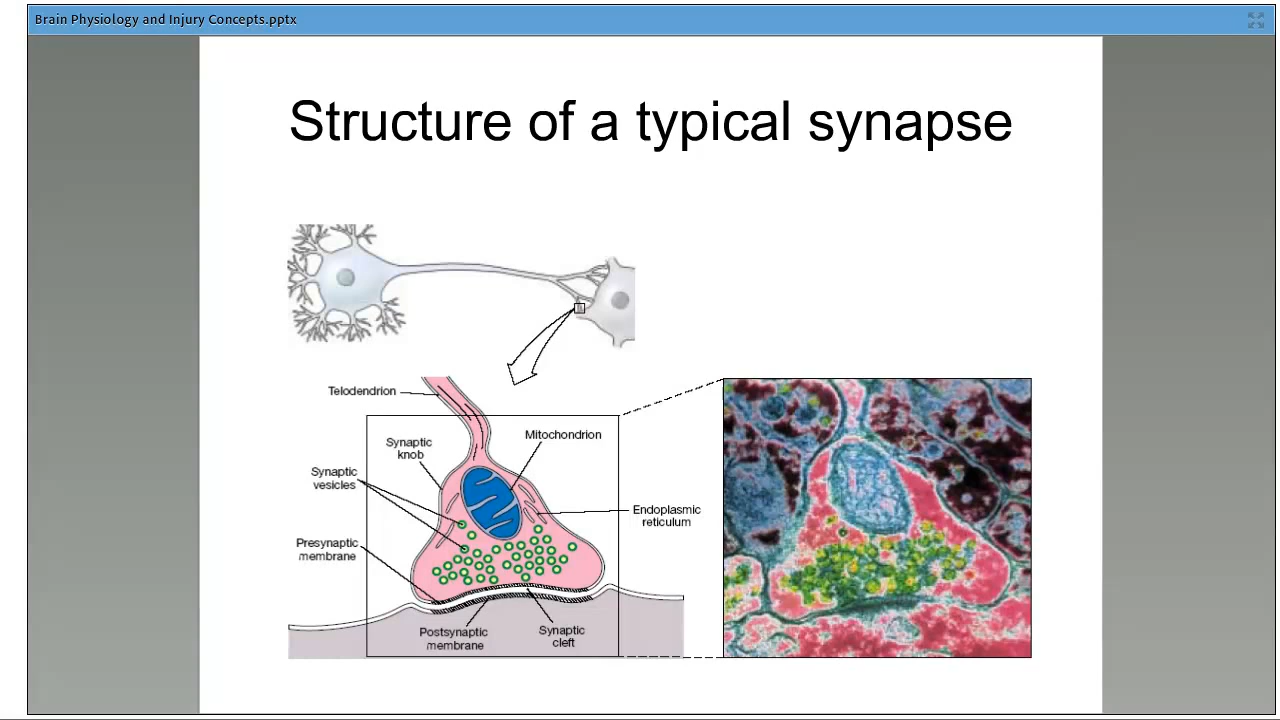 Brain Physiology and Injury Concepts.pptx
Structure of a typical synapse
Telodendrion
Synaptic
knob
Mitochondrion
Synaptic
vesicles
Endoplasmic
reticulum
Presynaptic
membrane
Postsynaptic
membrane
Synaptic
cleft